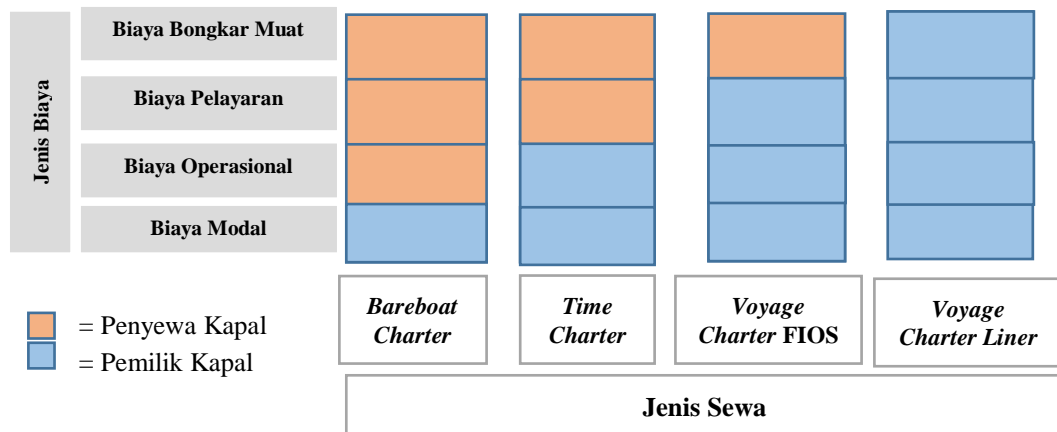 Jenis Biaya
Biaya Bongkar Muat
Biaya Pelayaran
Biaya Operasional
Biaya Modal
Bareboat
Charter
Time
Charter
Voyage
Charter FIOS
Voyage
Charter Liner
= Penyewa Kapal
= Pemilik Kapal
Jenis Sewa